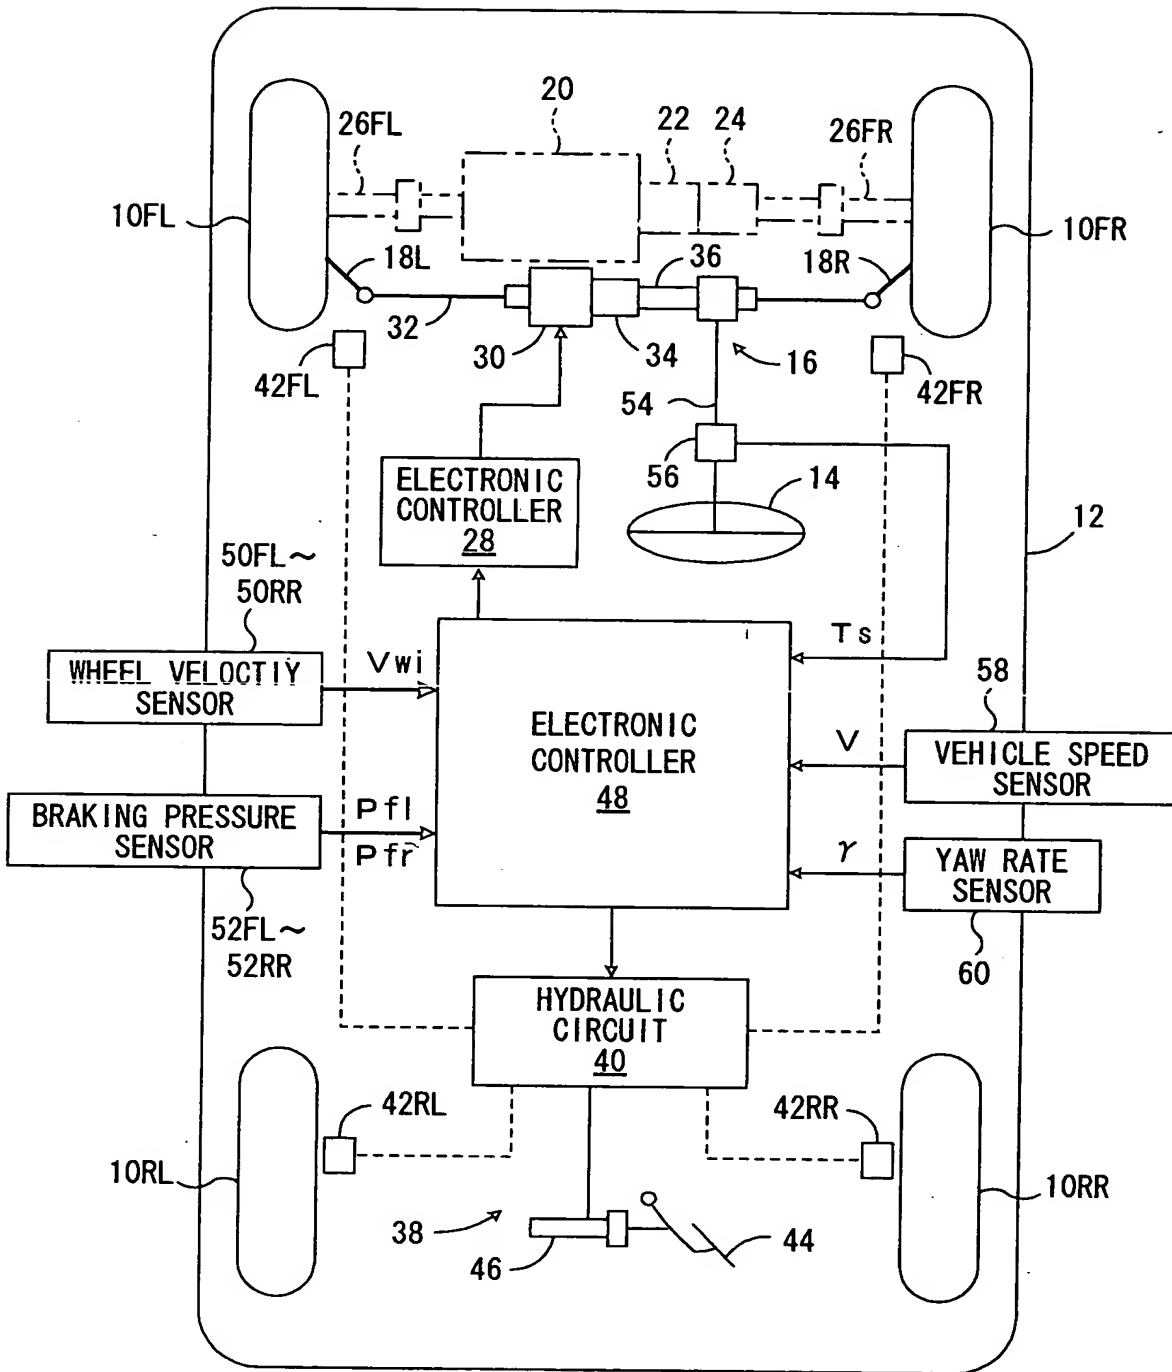 20
22
24
26FL
26FR
10FL
10FR
18L
36
18R
32
30
34
16
42FL
42FR
54
56
14
ELECTRONIC
CONTROLLER
28
12
50FL～
50RR
Ts
WHEEL VELOCTIY
SENSOR
Vwi
58
ELECTRONIC
CONTROLLER
48
V
VEHICLE SPEED
SENSOR
BRAKING PRESSURE
SENSOR
Pfl
Pfr
γ
YAW RATE
SENSOR
52FL～
52RR
60
HYDRAULIC
CIRCUIT
40
42RL
42RR
10RL
10RR
38
46
44